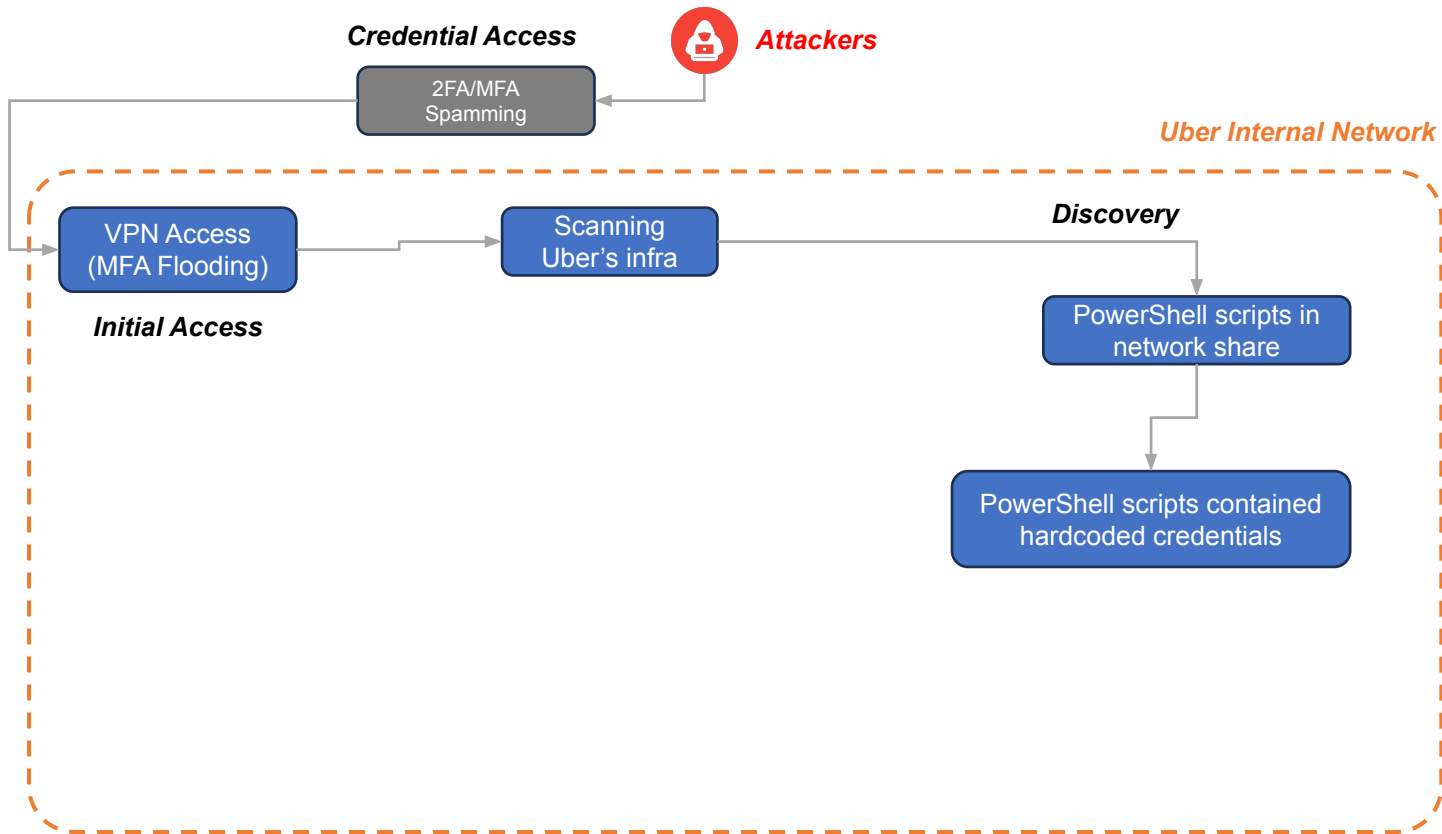 Credential Access
Attackers
2FA/MFA
Spamming
Uber Internal Network
VPN Access
(MFA Flooding)
Scanning
Uber’s infra
Discovery
Initial Access
PowerShell scripts in
network share
PowerShell scripts contained
hardcoded credentials